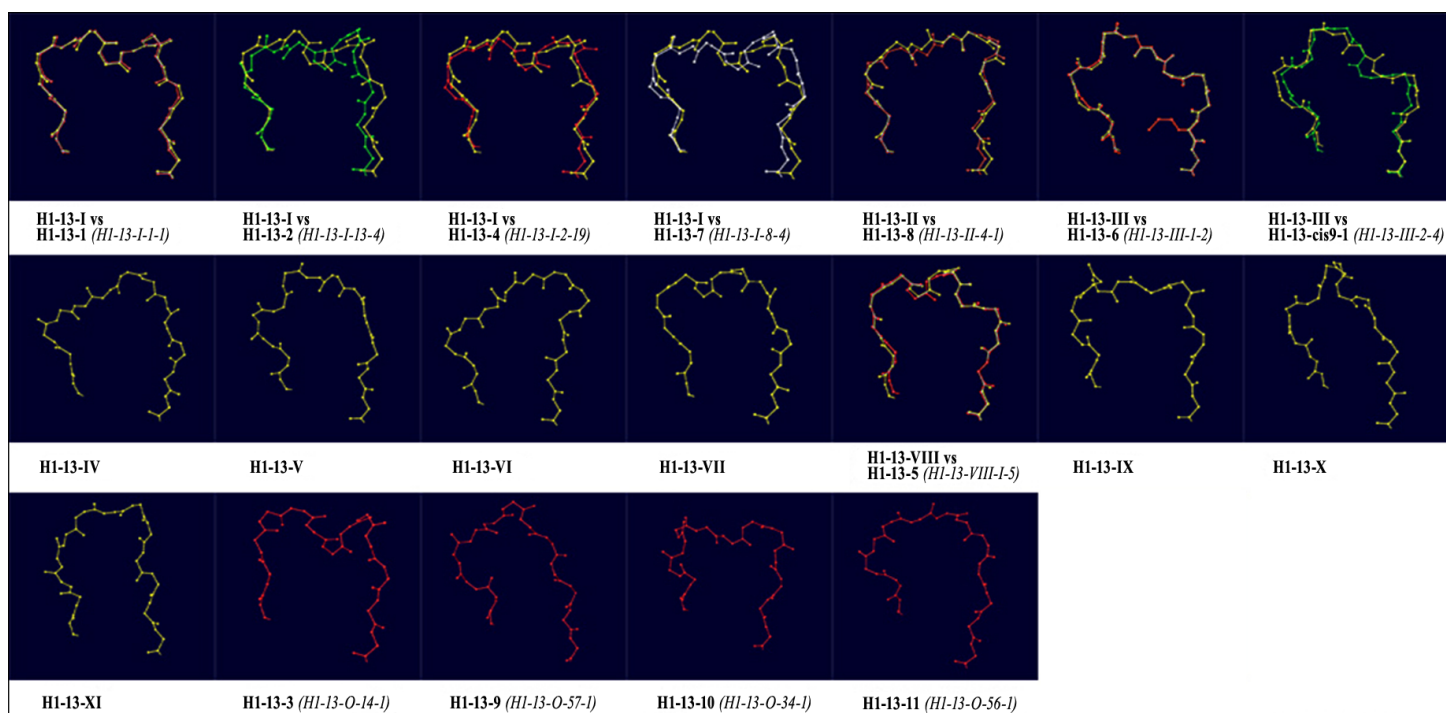 H1-13-I vs
H1-13-1 (H1-13-I-1-1)
H1-13-I vs
H1-13-2 (H1-13-I-13-4)
H1-13-I vs
H1-13-4 (H1-13-I-2-19)
H1-13-I vs
H1-13-7 (H1-13-I-8-4)
H1-13-II vs
H1-13-8 (H1-13-II-4-1)
H1-13-III vs
H1-13-6 (H1-13-III-1-2)
H1-13-III vs
H1-13-cis9-1 (H1-13-III-2-4)
H1-13-IV
H1-13-V
H1-13-VI
H1-13-VII
H1-13-VIII vs
H1-13-5 (H1-13-VIII-I-5)
H1-13-IX
H1-13-X
H1-13-XI
H1-13-3 (H1-13-O-14-1)
H1-13-9 (H1-13-O-57-1)
H1-13-10 (H1-13-O-34-1)
H1-13-11 (H1-13-O-56-1)